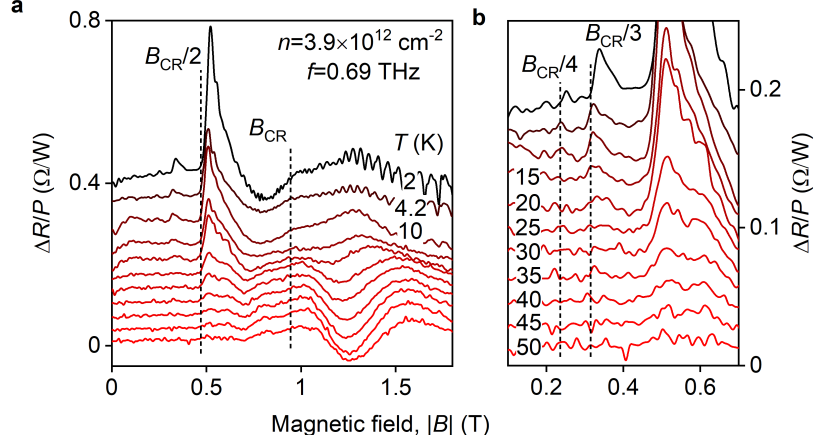 a
b
0.8
0.4
0
ΔR/P (Ω/W)
B_CR/2
n=3.9×10^12 cm^-2
f=0.69 THz
B_CR
T (K)
2
4.2
10
0
0.5
1
1.5
Magnetic field, |B| (T)
B_CR/3
B_CR/4
15
20
25
30
35
40
45
50
0.2
0.1
0
ΔR/P (Ω/W)
0.2
0.4
0.6